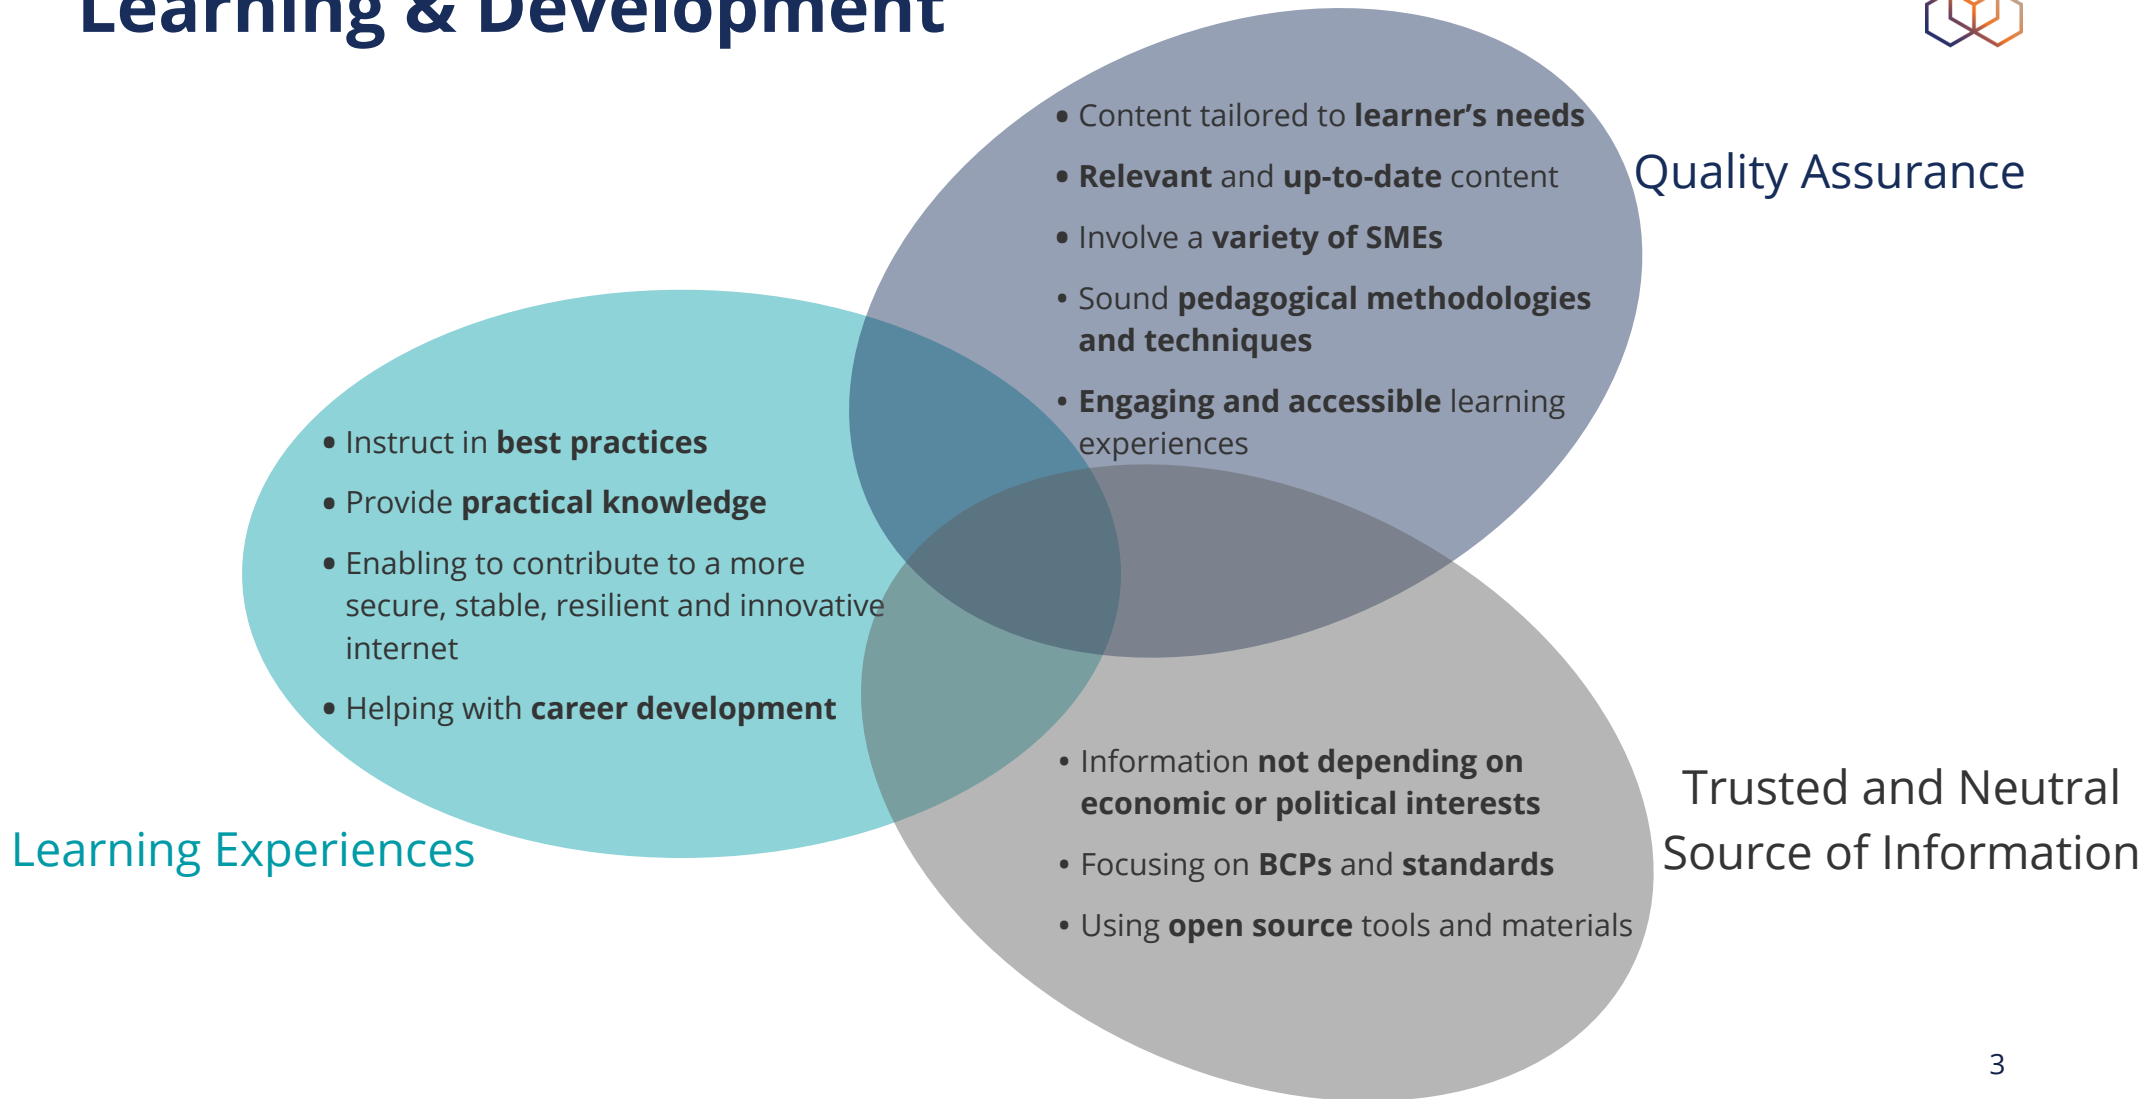 Learning & Development
• Content tailored to learner’s needs
• Relevant and up-to-date content
• Involve a variety of SMEs
• Sound pedagogical methodologies
and techniques
• Engaging and accessible learning
experiences
Quality Assurance
• Instruct in best practices
• Provide practical knowledge
• Enabling to contribute to a more
secure, stable, resilient and innovative
internet
• Helping with career development
Learning Experiences
• Information not depending on
economic or political interests
• Focusing on BCPs and standards
• Using open source tools and materials
Trusted and Neutral
Source of Information
3